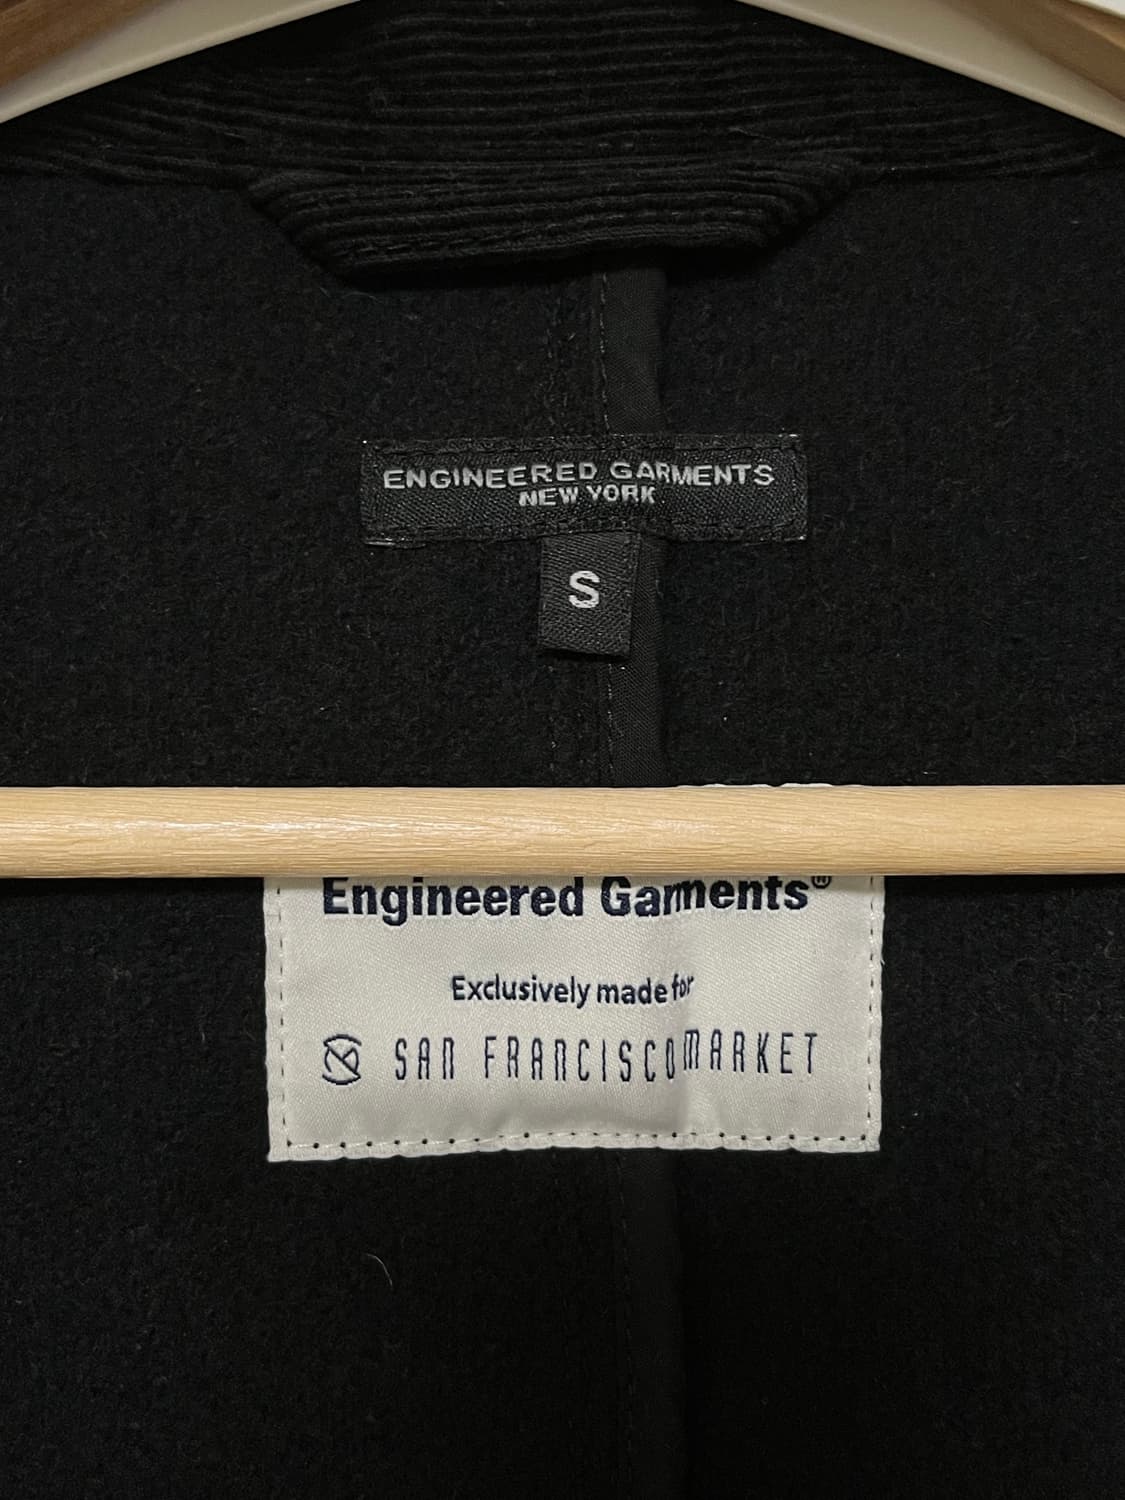 ENGINEERED GARMENTS
NEW YORK
S
Engineered Garments®
Exclusively made for
SAN FRANCISCO MARKET